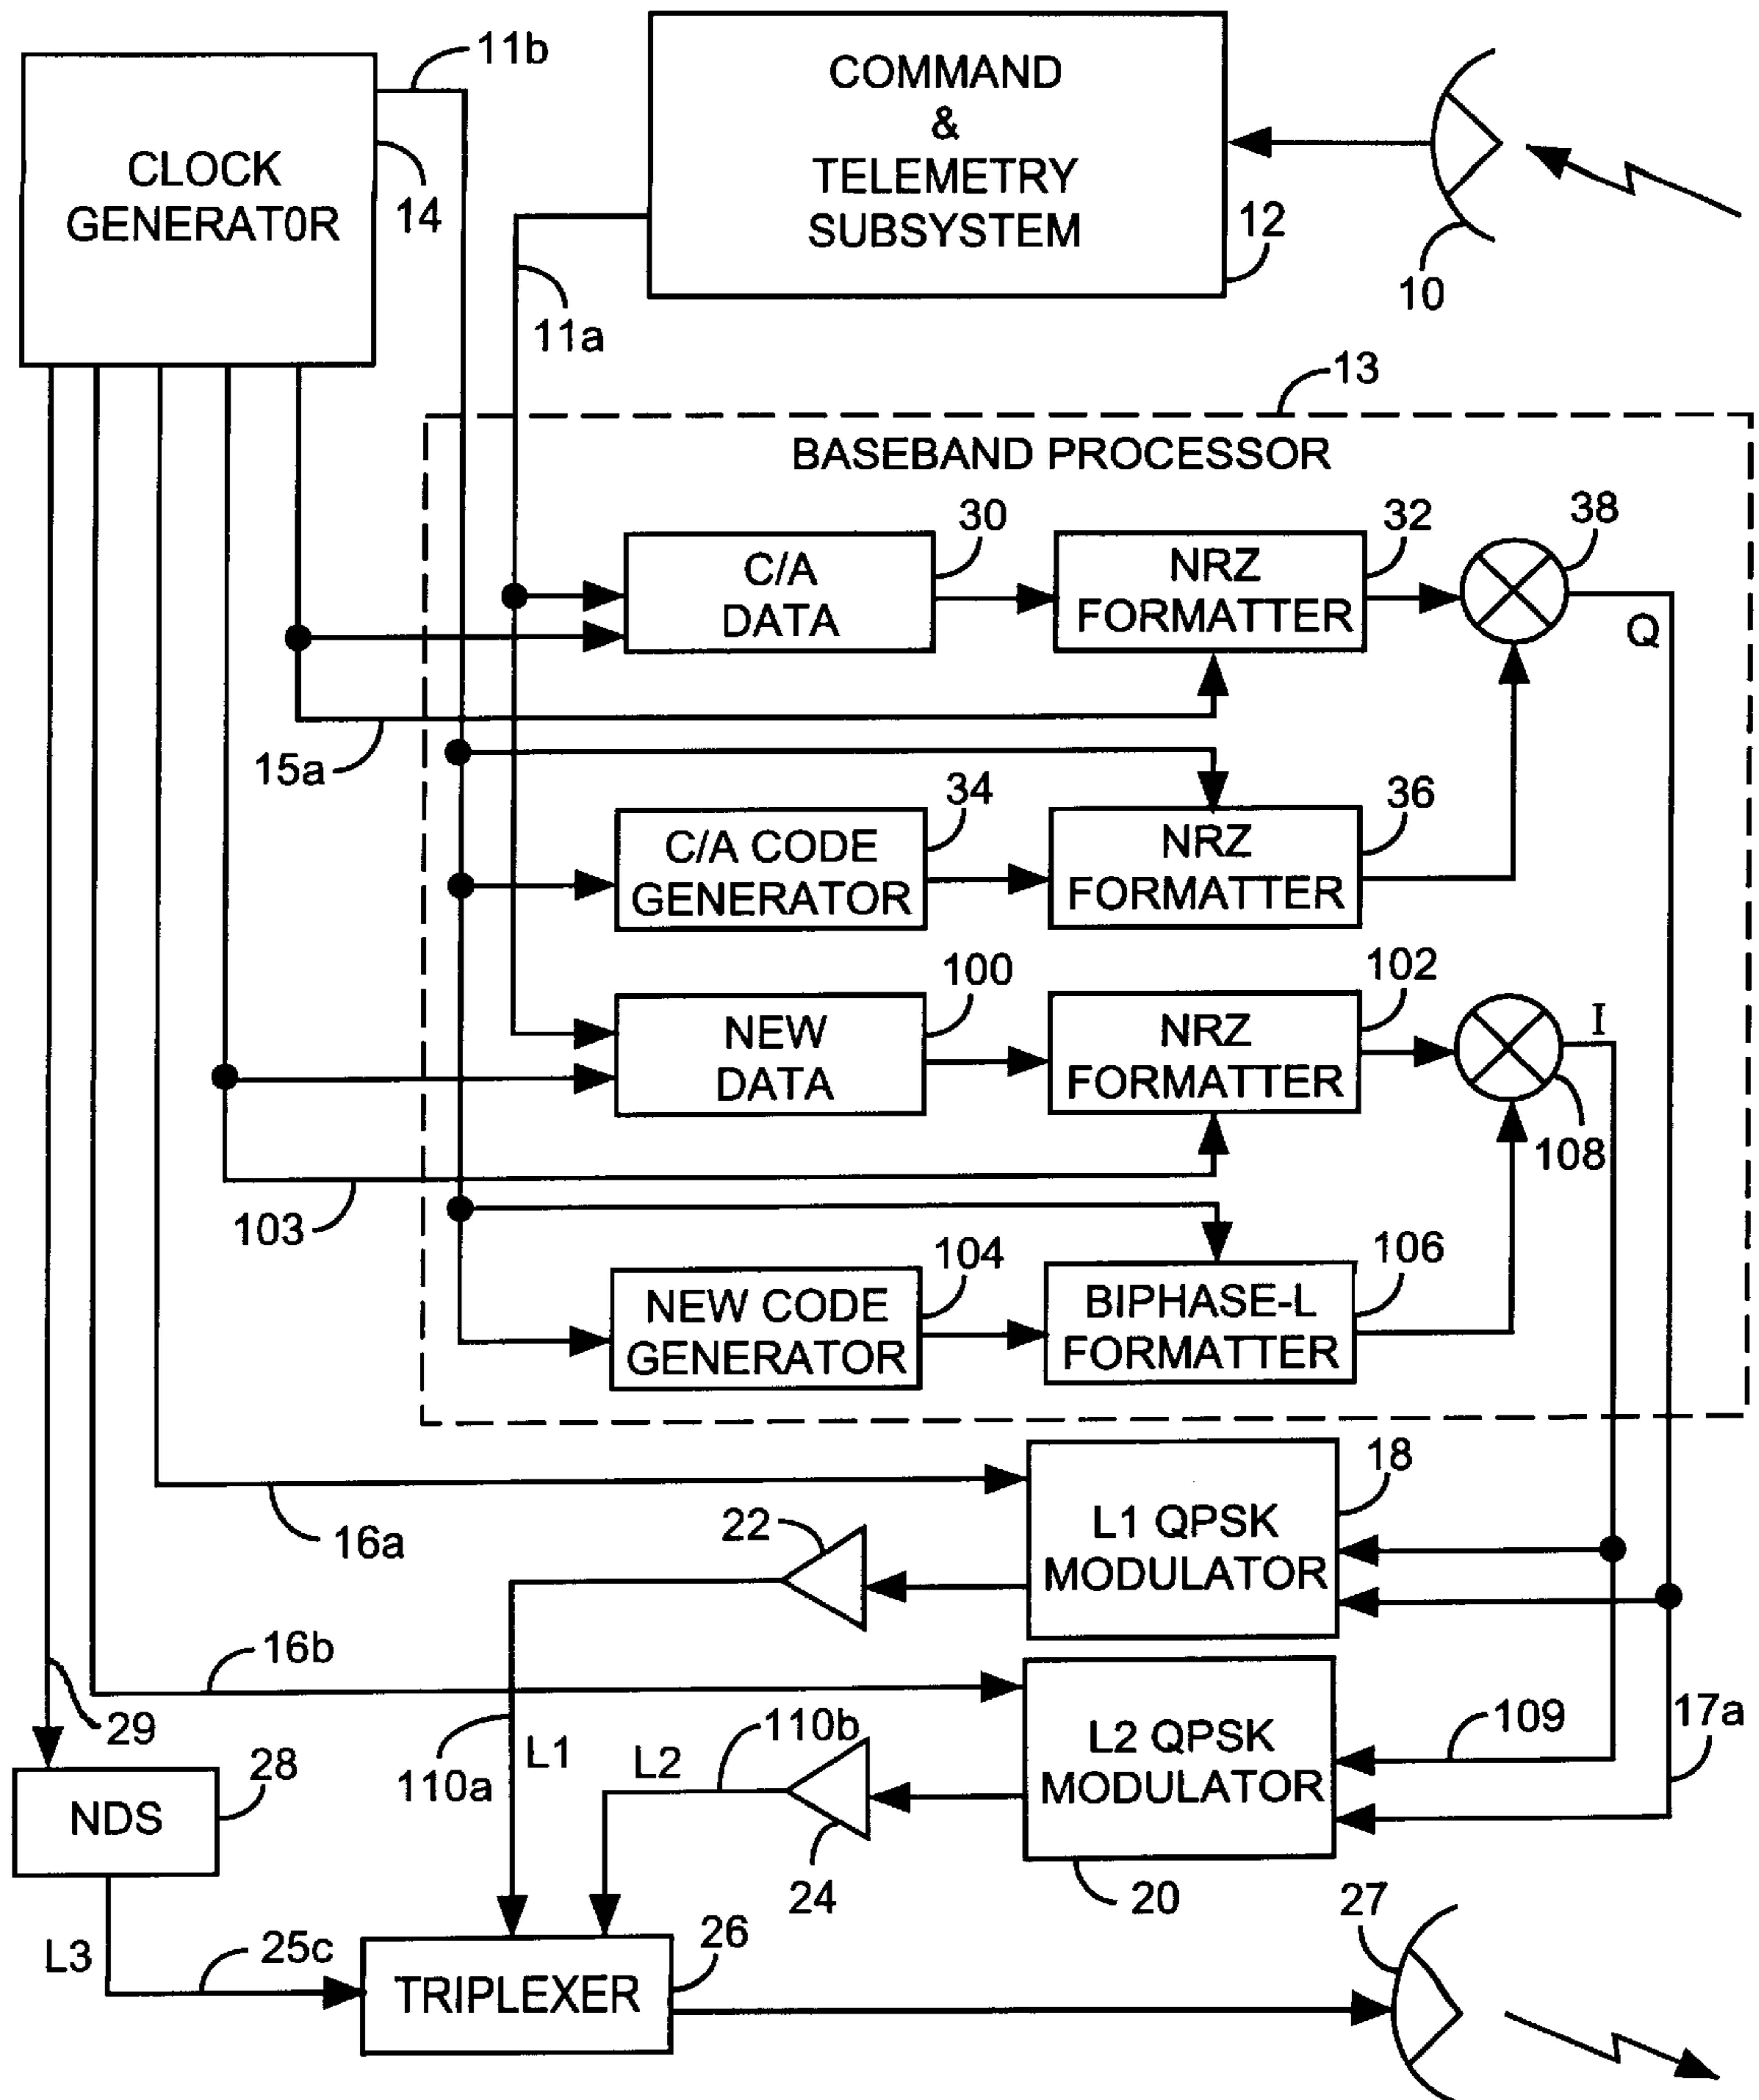 11b
COMMAND
&
TELEMETRY
SUBSYSTEM
CLOCK
GENERAT0R
14
12
10
11a
13
BASEBAND PROCESSOR
30
32
38
C/A
DATA
NRZ
FORMATTER
Q
15a
34
36
C/A CODE
GENERATOR
NRZ
FORMATTER
100
102
I
NEW
DATA
NRZ
FORMATTER
108
103
104
106
NEW CODE
GENERATOR
BIPHASE-L
FORMATTER
18
16a
22
L1 QPSK
MODULATOR
16b
29
110a
L1
L2
110b
L2 QPSK
MODULATOR
109
17a
28
NDS
24
20
27
L3
25c
26
TRIPLEXER